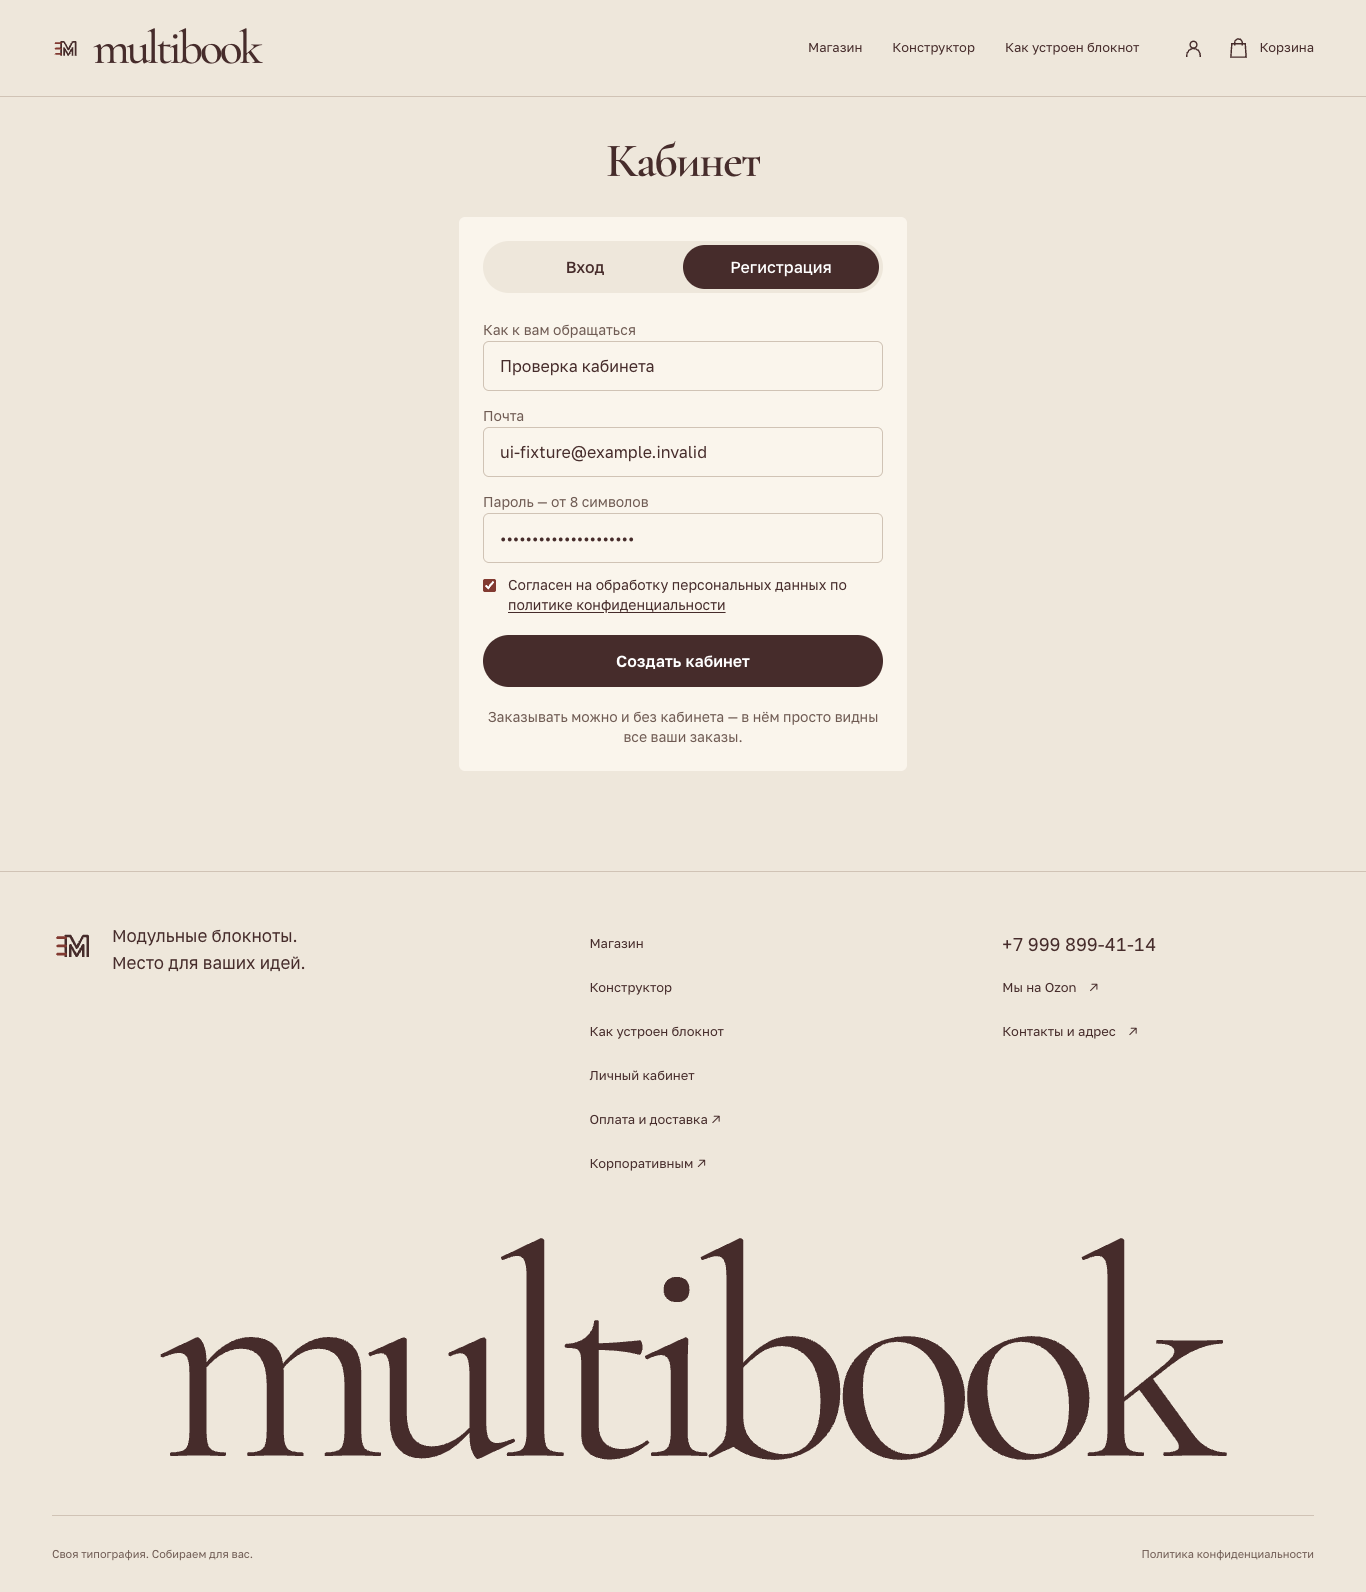 multibook
Магазин
Конструктор
Как устроен блокнот
Корзина
Кабинет
Вход
Регистрация
Как к вам обращаться
Проверка кабинета
Почта
ui-fixture@example.invalid
Пароль — от 8 символов
•••••••••••••••••••••
Согласен на обработку персональных данных по
политике конфиденциальности
Создать кабинет
Заказывать можно и без кабинета — в нём просто видны
все ваши заказы.
Модульные блокноты.
Место для ваших идей.
Магазин
Конструктор
Как устроен блокнот
Личный кабинет
Оплата и доставка ↗
Корпоративным ↗
+7 999 899-41-14
Мы на Ozon ↗
Контакты и адрес ↗
multibook
Своя типография. Собираем для вас.
Политика конфиденциальности